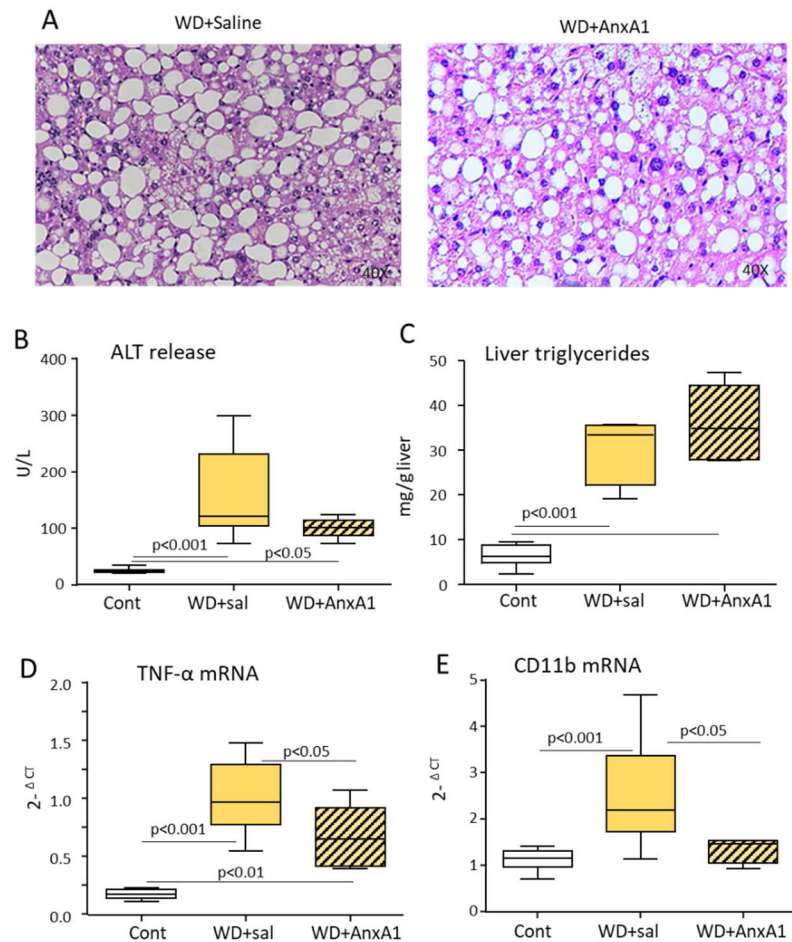 A
WD+Saline
WD+AnxA1
40X
40X
B
ALT release
400
300
200
100
0
U/L
p<0.001
p<0.05
Cont
WD+sal
WD+AnxA1
C
Liver triglycerides
50
40
30
20
10
0
mg/g liver
p<0.001
Cont
WD+sal
WD+AnxA1
D
TNF-α mRNA
2.0
1.5
1.0
0.5
0.0
2- Δ CT
p<0.05
p<0.001
p<0.01
Cont
WD+sal
WD+AnxA1
E
CD11b mRNA
5
4
3
2
1
0
2- Δ CT
p<0.001
p<0.05
Cont
WD+sal
WD+AnxA1